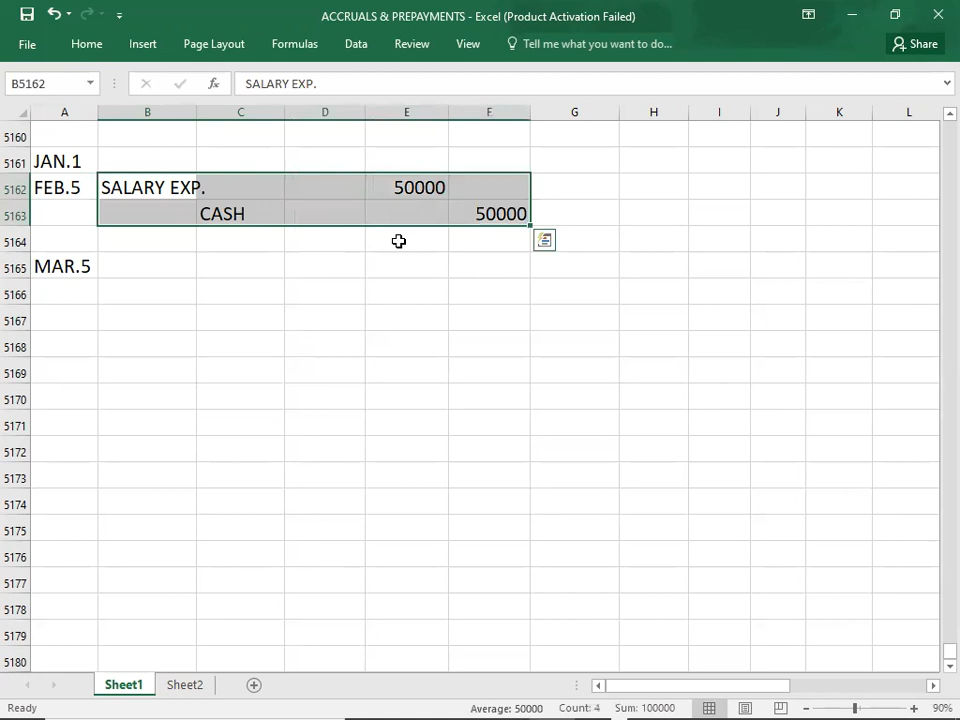 ACCRUALS & PREPAYMENTS - Excel (Product Activation Failed)
File Home Insert Page Layout Formulas Data Review View Tell me what you want to do... Share
B5162 fx SALARY EXP.
A B C D E F G H I J K L
5160
5161 JAN.1
5162 FEB.5 SALARY EXP. 50000
5163 CASH 50000
5164
5165 MAR.5
5166
5167
5168
5169
5170
5171
5172
5173
5174
5175
5176
5177
5178
5179
5180
Sheet1 Sheet2
Ready Average: 50000 Count: 4 Sum: 100000 90%